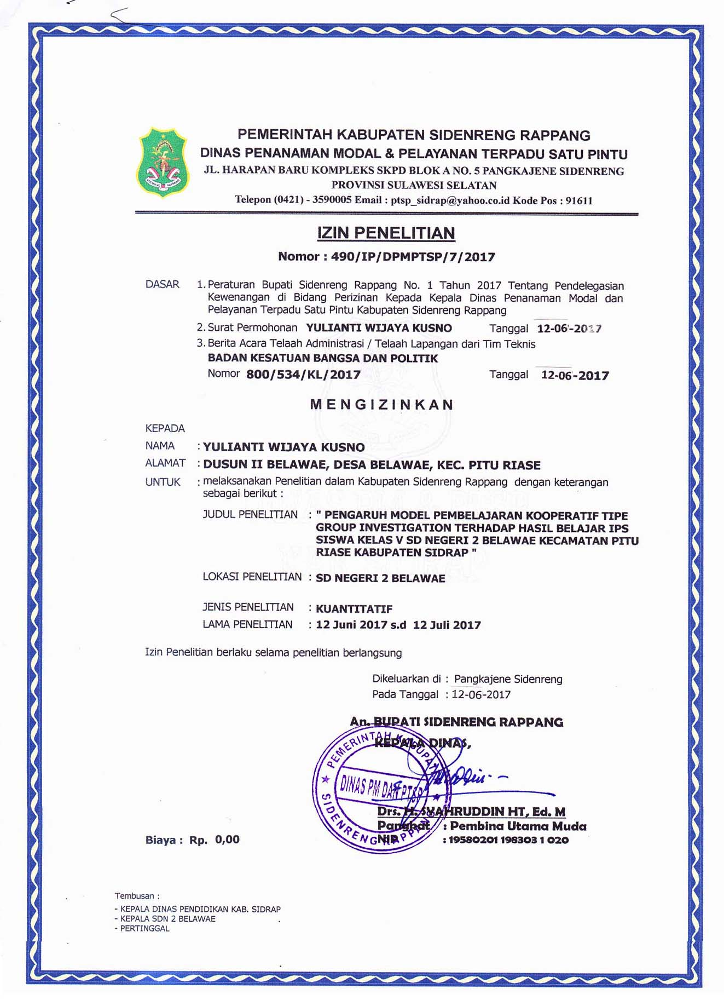 PEMERINTAH KABUPATEN SIDENRENG RAPPANG
DINAS PENANAMAN MODAL & PELAYANAN TERPADU SATU PINTU
JL. HARAPAN BARU KOMPLEKS SKPD BLOK A NO. 5 PANGKAJENE SIDENRENG
PROVINSI SULAWESI SELATAN
Telepon (0421) - 3590005 Email : ptsp_sidrap@yahoo.co.id Kode Pos : 91611
SIDENRENG RAPPANG
IZIN PENELITIAN
Nomor : 490/IP/DPMPTSP/7/2017
DASAR 1. Peraturan Bupati Sidenreng Rappang No. 1 Tahun 2017 Tentang Pendelegasian
Kewenangan di Bidang Perizinan Kepada Kepala Dinas Penanaman Modal dan
Pelayanan Terpadu Satu Pintu Kabupaten Sidenreng Rappang
2. Surat Permohonan YULIANTI WIJAYA KUSNO Tanggal 12-06-2017
3. Berita Acara Telaah Administrasi / Telaah Lapangan dari Tim Teknis
BADAN KESATUAN BANGSA DAN POLITIK
Nomor 800/534/KL/2017 Tanggal 12-06-2017
MENGIZINKAN
KEPADA
NAMA : YULIANTI WIJAYA KUSNO
ALAMAT : DUSUN II BELAWAE, DESA BELAWAE, KEC. PITU RIASE
UNTUK : melaksanakan Penelitian dalam Kabupaten Sidenreng Rappang dengan keterangan
sebagai berikut :
JUDUL PENELITIAN : " PENGARUH MODEL PEMBELAJARAN KOOPERATIF TIPE
GROUP INVESTIGATION TERHADAP HASIL BELAJAR IPS
SISWA KELAS V SD NEGERI 2 BELAWAE KECAMATAN PITU
RIASE KABUPATEN SIDRAP "
LOKASI PENELITIAN : SD NEGERI 2 BELAWAE
JENIS PENELITIAN : KUANTITATIF
LAMA PENELITIAN : 12 Juni 2017 s.d 12 Juli 2017
Izin Penelitian berlaku selama penelitian berlangsung
Dikeluarkan di : Pangkajene Sidenreng
Pada Tanggal : 12-06-2017
An. BUPATI SIDENRENG RAPPANG
KEPALA DINAS,
PEMERINTAH KABUPATEN
DINAS PM DAN PTSP
SIDENRENG RAPPANG
Drs. H. SYAHRUDDIN HT, Ed. M
Pangkat : Pembina Utama Muda
NIP : 19580201 198303 1 020
Biaya : Rp. 0,00
Tembusan :
- KEPALA DINAS PENDIDIKAN KAB. SIDRAP
- KEPALA SDN 2 BELAWAE
- PERTINGGAL